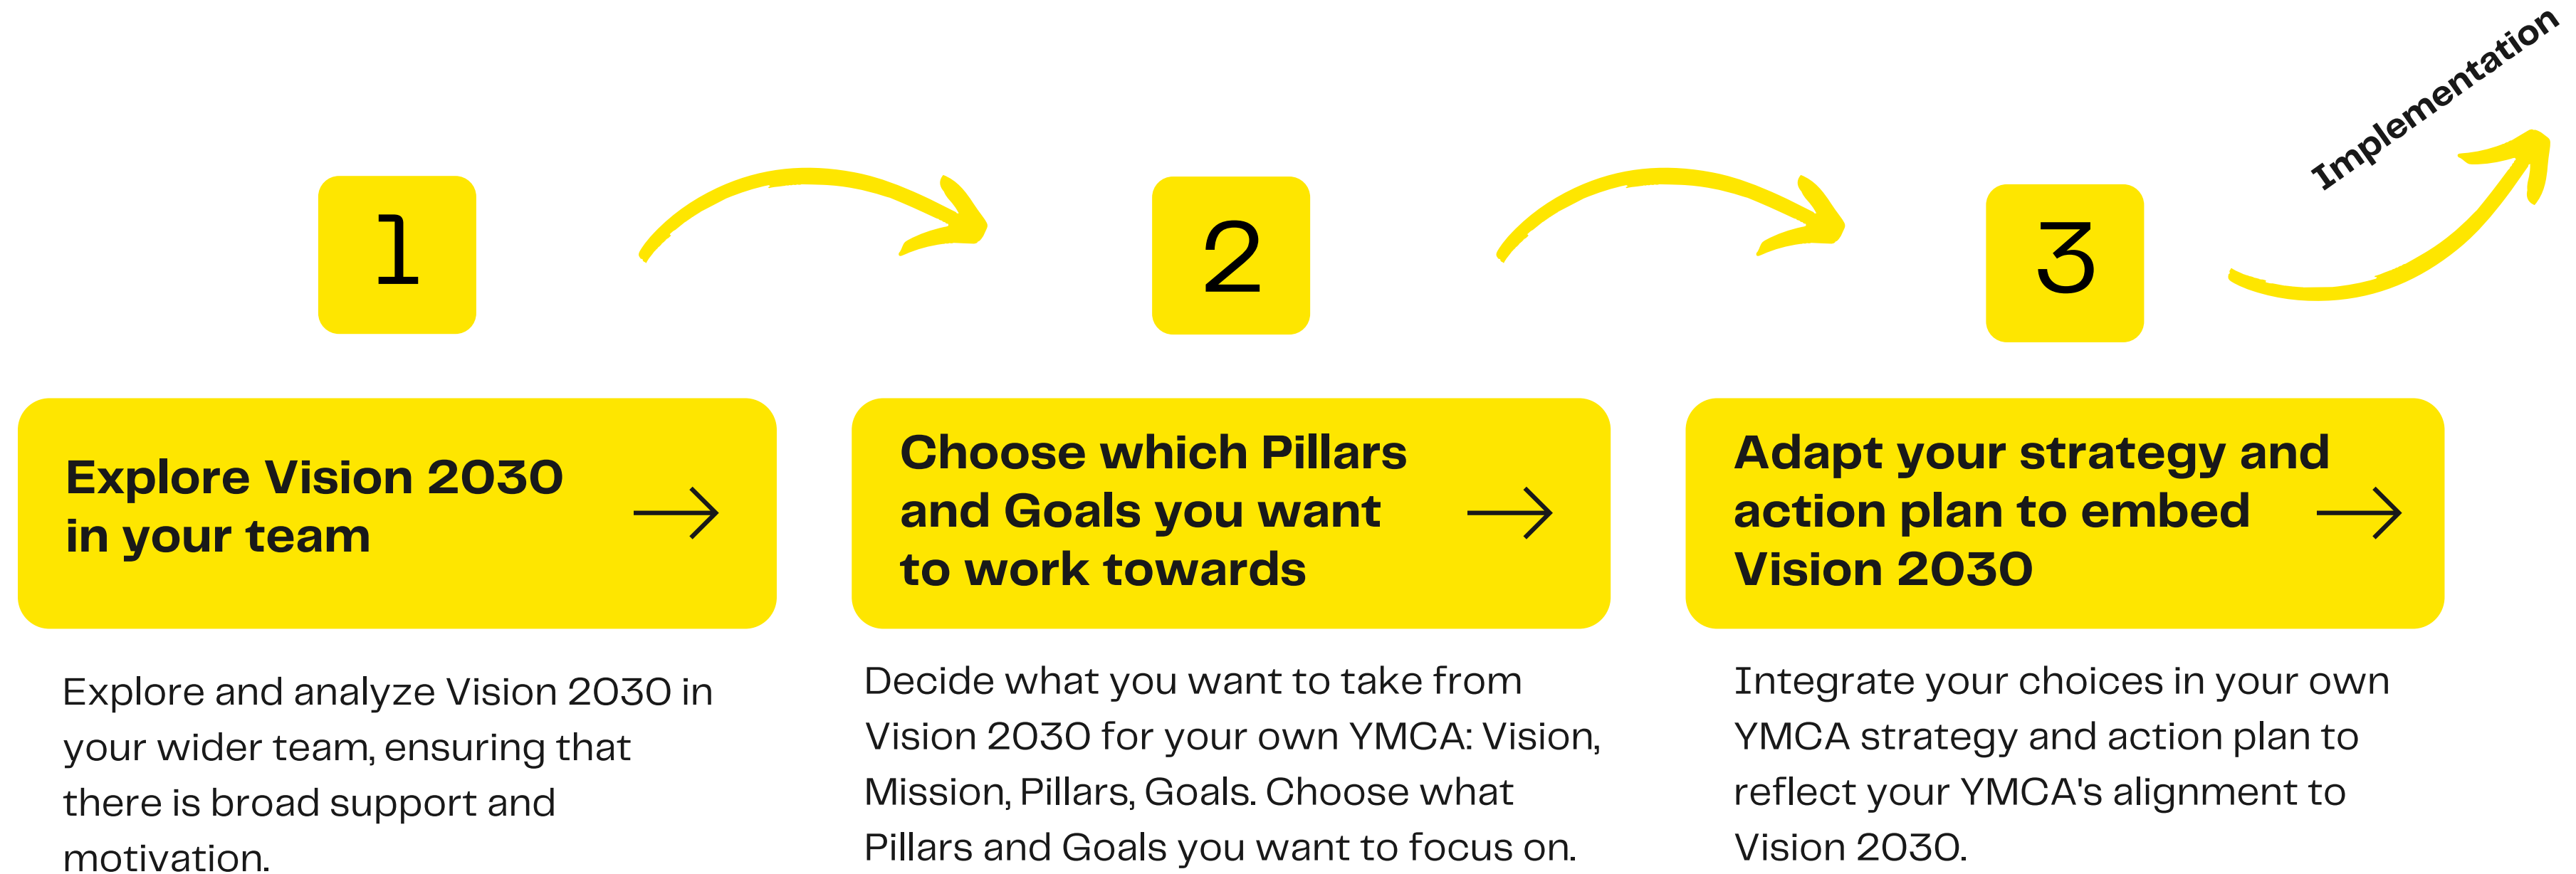 Implementation
1
2
3
Explore Vision 2030
in your team
Choose which Pillars
and Goals you want
to work towards
Adapt your strategy and
action plan to embed
Vision 2030
Explore and analyze Vision 2030 in
your wider team, ensuring that
there is broad support and
motivation.
Decide what you want to take from
Vision 2030 for your own YMCA: Vision,
Mission, Pillars, Goals. Choose what
Pillars and Goals you want to focus on.
Integrate your choices in your own
YMCA strategy and action plan to
reflect your YMCA's alignment to
Vision 2030.